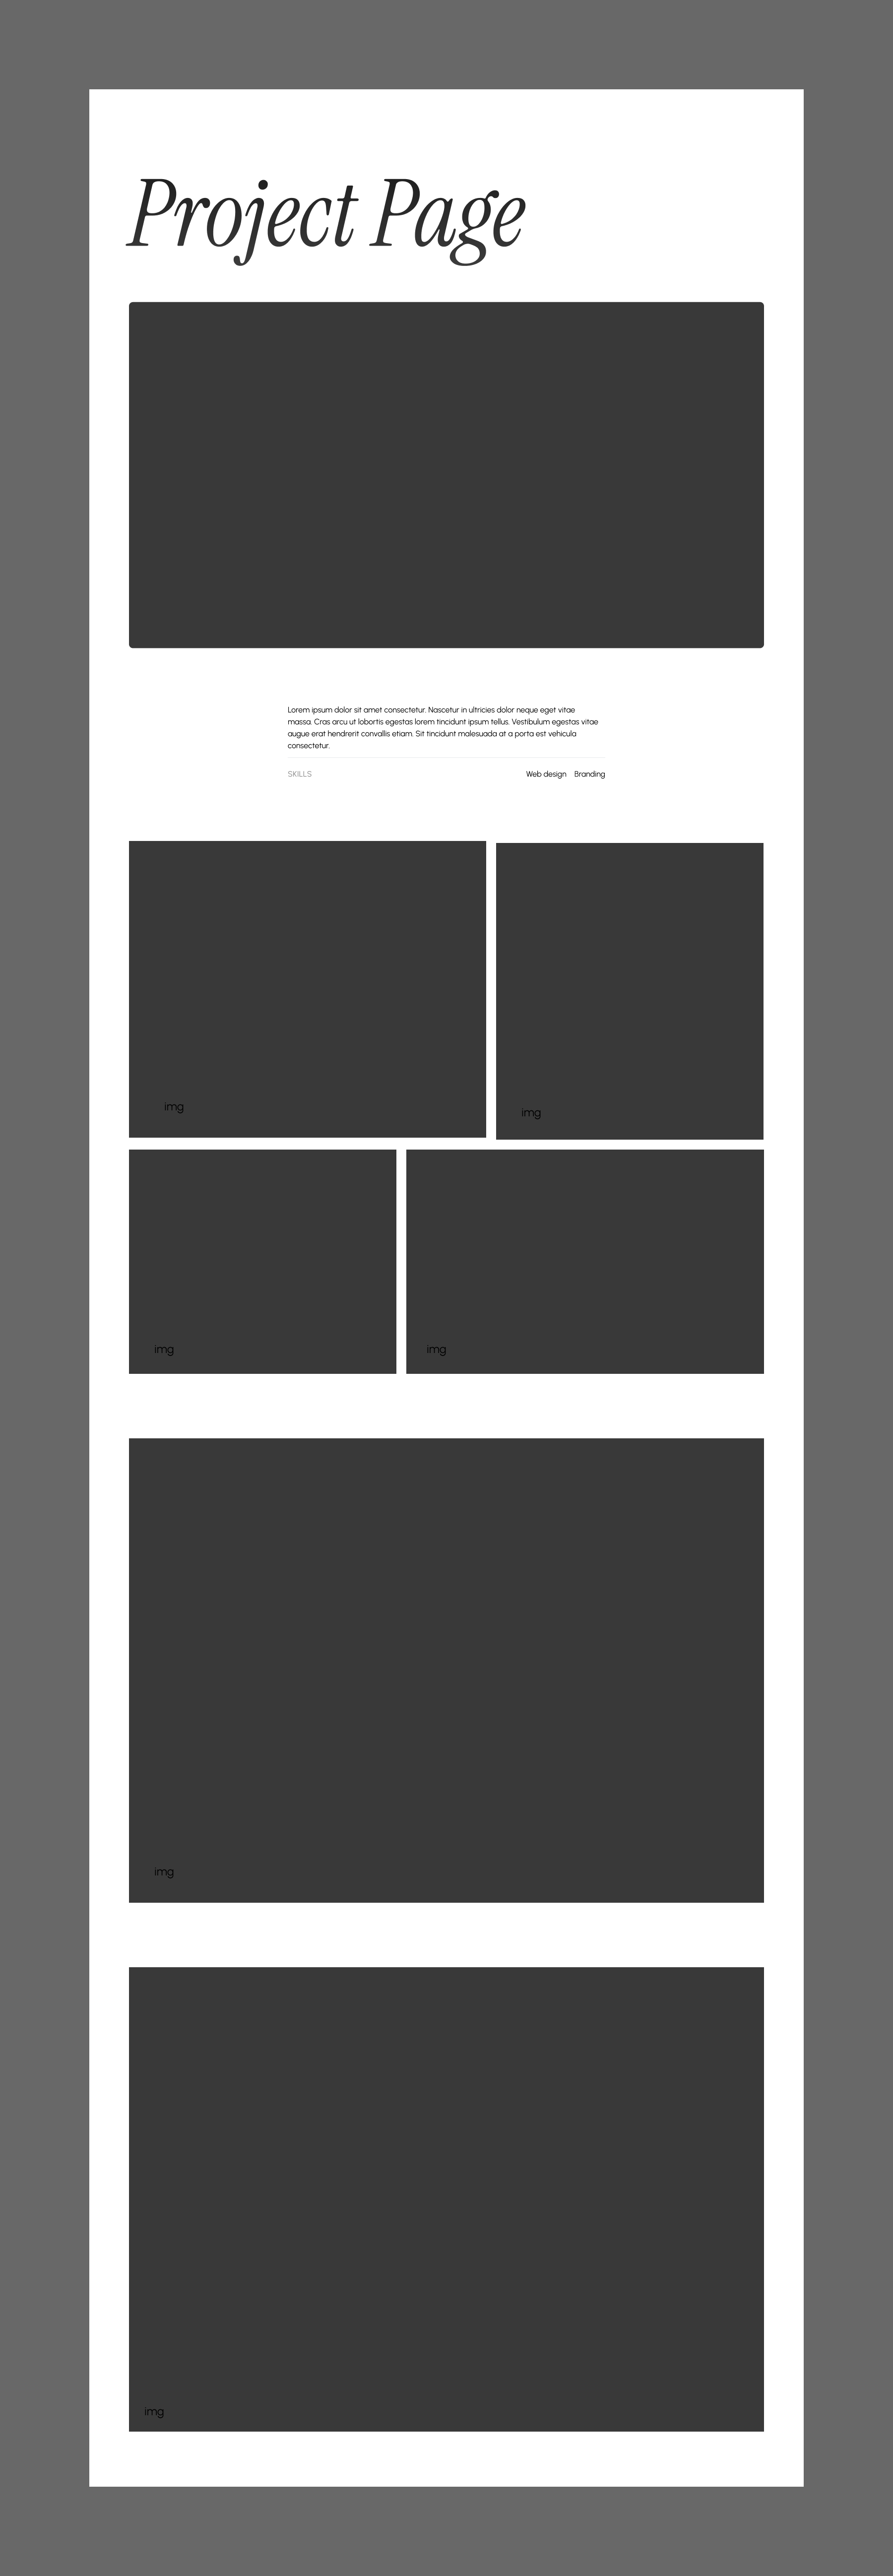 Project Page
Lorem ipsum dolor sit amet consectetur. Nascetur in ultricies dolor neque eget vitae
massa. Cras arcu ut lobortis egestas lorem tincidunt ipsum tellus. Vestibulum egestas vitae
augue erat hendrerit convallis etiam. Sit tincidunt malesuada at a porta est vehicula
consectetur.
SKILLS Web design Branding
img
img
img
img
img
img